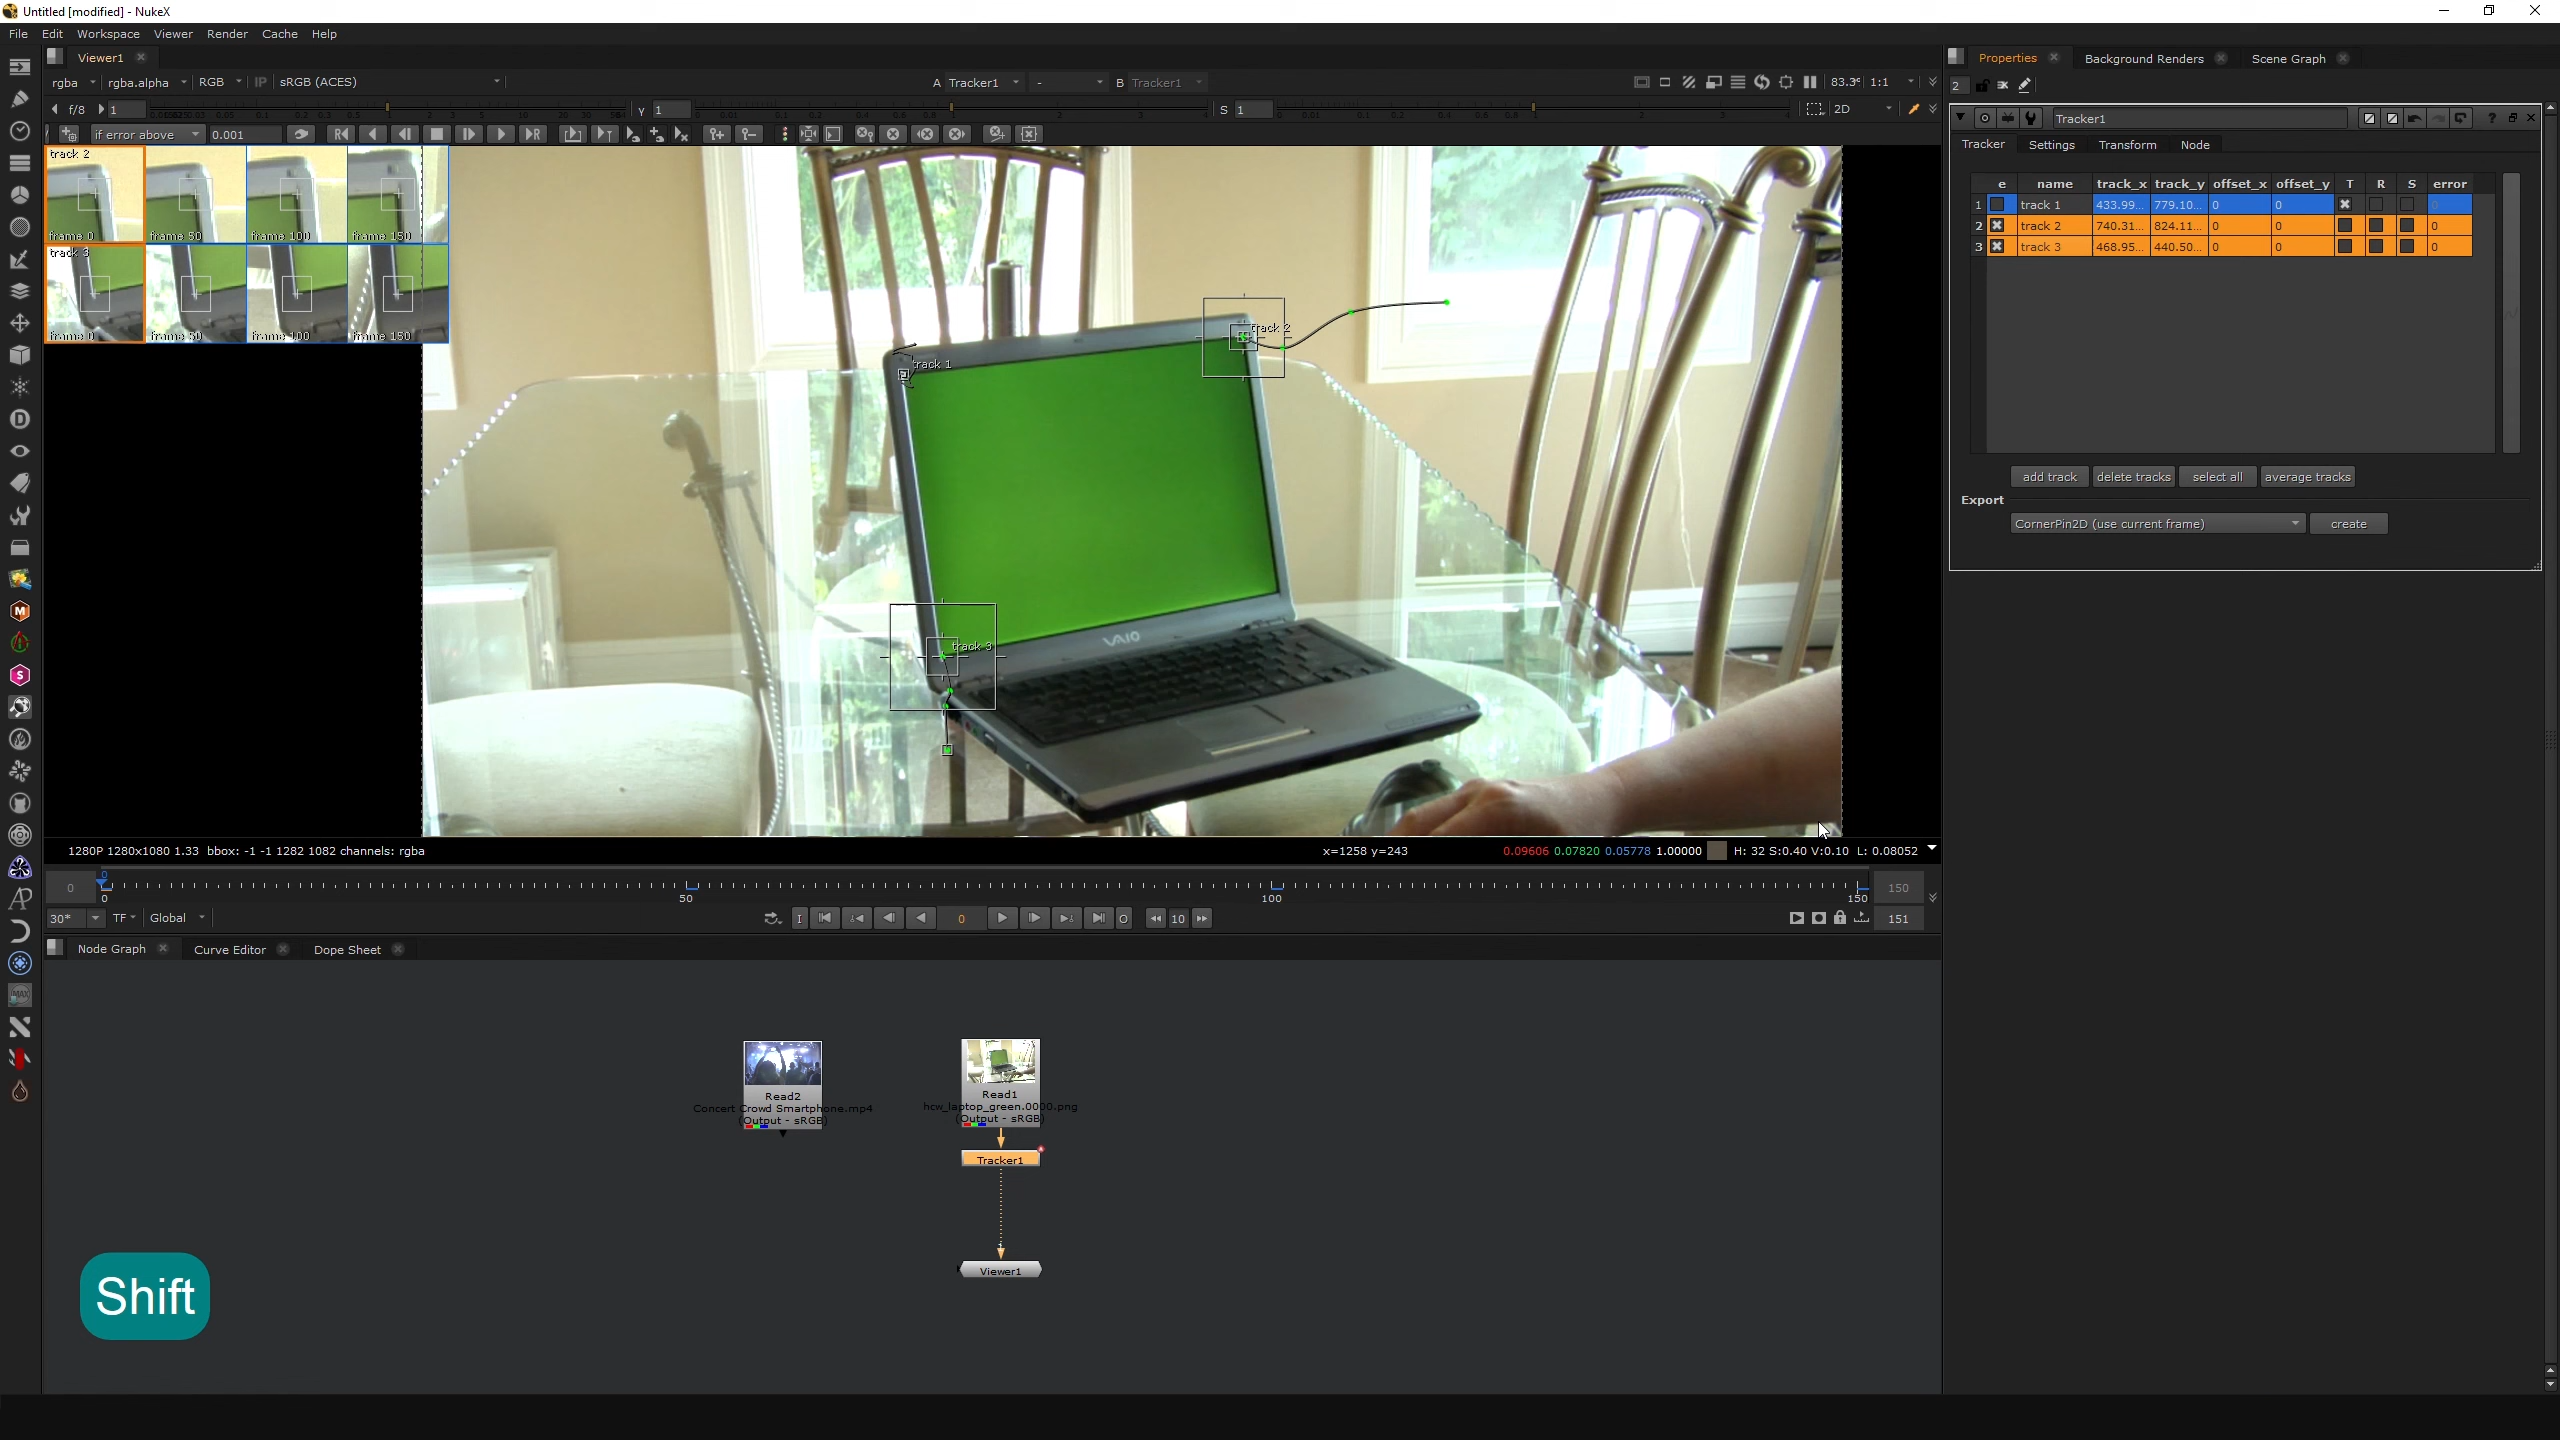 Untitled [modified] - NukeX
File Edit Workspace Viewer Render Cache Help
Viewer1
rgba rgba.alpha RGB IP sRGB (ACES) A Tracker1 - B Tracker1 83.3 1:1
f/8 1 y 1 S 1 2D
if error above 0.001
track 2
frame 0 frame 50 frame 100 frame 150
track 3
frame 0 frame 50 frame 100 frame 150
track 2
track 1
track 3
VAIO
1280P 1280x1080 1.33 bbox: -1 -1 1282 1082 channels: rgba x=1258 y=243 0.09606 0.07820 0.05778 1.00000 H: 32 S:0.40 V:0.10 L: 0.08052
0 0 150
0 50 100 150
30* TF Global I 0 O 10 151
Node Graph Curve Editor Dope Sheet
Read2
Concert Crowd Smartphone.mp4
(Output - sRGB)
Read1
hcw_laptop_green.0000.png
(Output - sRGB)
Tracker1
1
Viewer1
Shift
Properties Background Renders Scene Graph
2
Tracker1
Tracker Settings Transform Node
e name track_x track_y offset_x offset_y T R S error
1 track 1 433.99... 779.10... 0 0 0
2 track 2 740.31... 824.11... 0 0 0
3 track 3 468.95... 440.50... 0 0 0
add track delete tracks select all average tracks
Export
CornerPin2D (use current frame) create